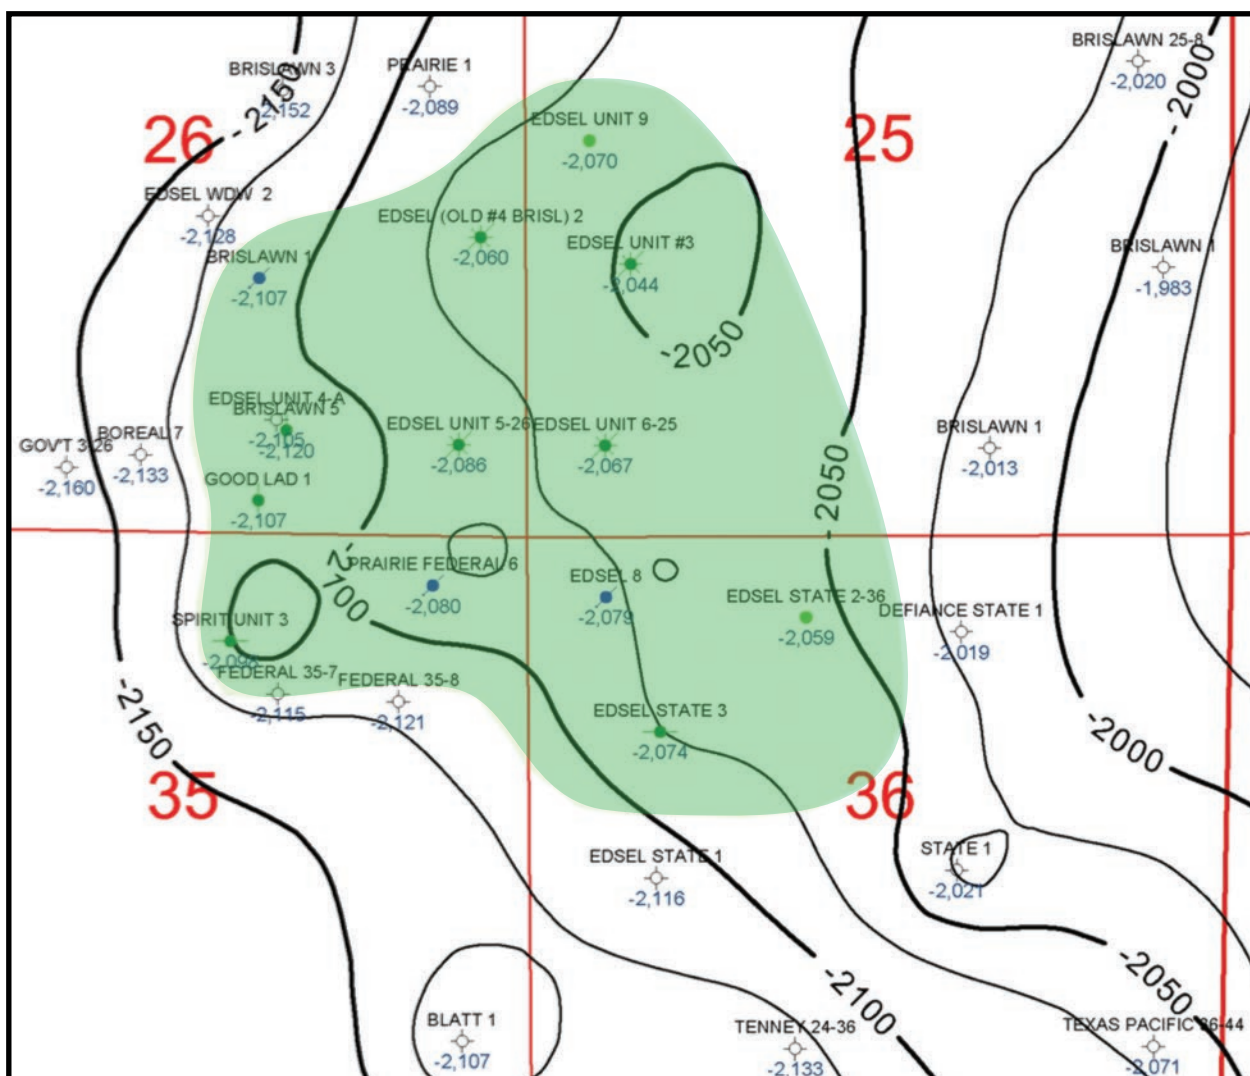 BRISLAWN 25-8
-2,020
BRISLAWN 3
-2,152
-2150
PRAIRIE 1
-2,089
-2000
26
25
EDSEL UNIT 9
-2,070
EDSEL WDW 2
-2,128
EDSEL (OLD #4 BRISL) 2
-2,060
EDSEL UNIT #3
-2,044
BRISLAWN 1
-1,983
BRISLAWN 1
-2,107
-2050
EDSEL UNIT 4-A
BRISLAWN 5
-2,105
-2,120
EDSEL UNIT 5-26
-2,086
EDSEL UNIT 6-25
-2,067
BRISLAWN 1
-2,013
GOV'T 3-26
-2,160
BOREAL 7
-2,133
GOOD LAD 1
-2,107
-2050
PRAIRIE FEDERAL 6
-2,080
-2700
EDSEL 8
-2,079
EDSEL STATE 2-36
-2,059
DEFIANCE STATE 1
-2,019
SPIRIT UNIT 3
-2,098
FEDERAL 35-7
-2,115
FEDERAL 35-8
-2,121
EDSEL STATE 3
-2,074
-2150
-2000
35
36
EDSEL STATE 1
-2,116
STATE 1
-2,021
-2100
-2050
BLATT 1
-2,107
TENNEY 24-36
-2,133
TEXAS PACIFIC 36-44
-2,071